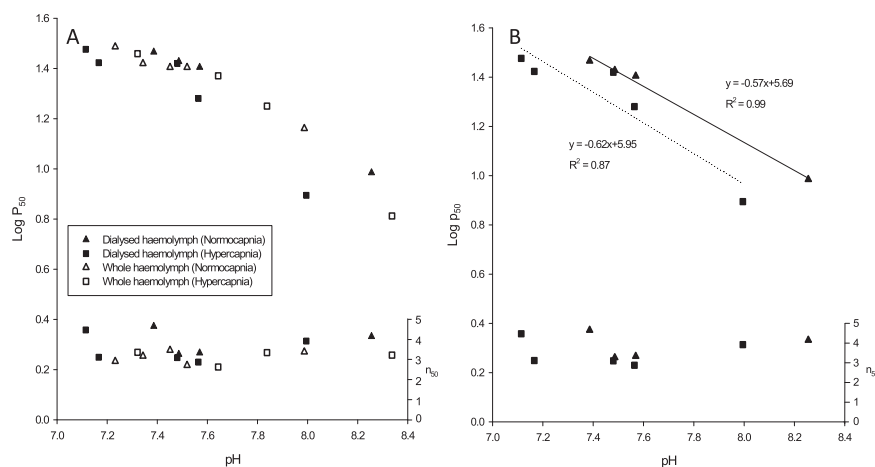 A
Log P50
1.6
1.4
1.2
1.0
0.8
0.6
0.4
0.2
0.0
Dialysed haemolymph (Normocapnia)
Dialysed haemolymph (Hypercapnia)
Whole haemolymph (Normocapnia)
Whole haemolymph (Hypercapnia)
5
4
3
2
1
0
n50
7.0 7.2 7.4 7.6 7.8 8.0 8.2 8.4
pH
B
Log p50
1.6
1.4
1.2
1.0
0.8
0.6
0.4
0.2
0.0
y = -0.57x+5.69
R2 = 0.99
y = -0.62x+5.95
R2 = 0.87
5
4
3
2
1
0
n5
7.0 7.2 7.4 7.6 7.8 8.0 8.2 8.4
pH